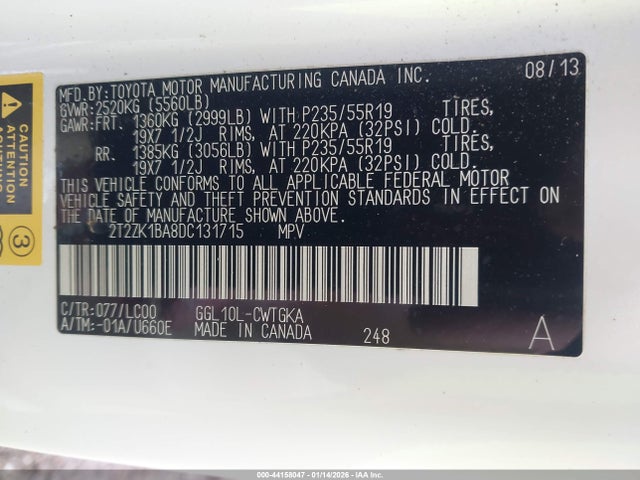 MFD.BY:TOYOTA MOTOR MANUFACTURING CANADA INC. 08/13
GVWR:2520KG (5560LB)
GAWR:FRT. 1360KG (2999LB) WITH P235/55R19 TIRES,
19X7 1/2J RIMS, AT 220KPA (32PSI) COLD.
RR. 1385KG (3056LB) WITH P235/55R19 TIRES,
19X7 1/2J RIMS, AT 220KPA (32PSI) COLD.
THIS VEHICLE CONFORMS TO ALL APPLICABLE FEDERAL MOTOR
VEHICLE SAFETY AND THEFT PREVENTION STANDARDS IN EFFECT ON
THE DATE OF MANUFACTURE SHOWN ABOVE.
2T2ZK1BA8DC131715 MPV
C/TR:077/LC00 GGL10L-CWTGKA
A/TM:-01A/U660E MADE IN CANADA 248 A
3
000-44158047 - 01/14/2026 - IAAI.COM